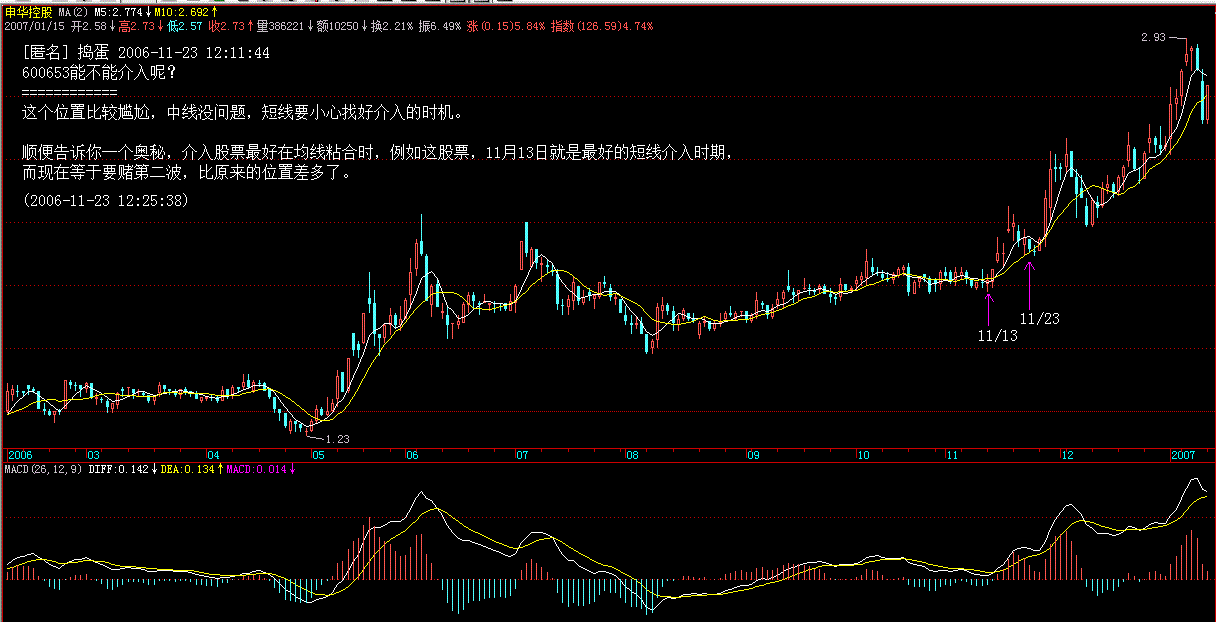 申华控股 MA(2) M5:2.774↓M10:2.692↑
2007/01/15 开2.58↓高2.73↓低2.57 收2.73↑量386221↓额10250↓换2.21% 振6.49% 涨(0.15)5.84% 指数(126.59)4.74%
2.93
[匿名] 捣蛋 2006-11-23 12:11:44
600653能不能介入呢?
============
这个位置比较尴尬，中线没问题，短线要小心找好介入的时机。
顺便告诉你一个奥秘，介入股票最好在均线粘合时，例如这股票，11月13日就是最好的短线介入时期，
而现在等于要赌第二波，比原来的位置差多了。
(2006-11-23 12:25:38)
11/23
11/13
1.23
2006 03 04 05 06 07 08 09 10 11 12 2007
MACD(26,12,9) DIFF:0.142↓DEA:0.134↑MACD:0.014↓